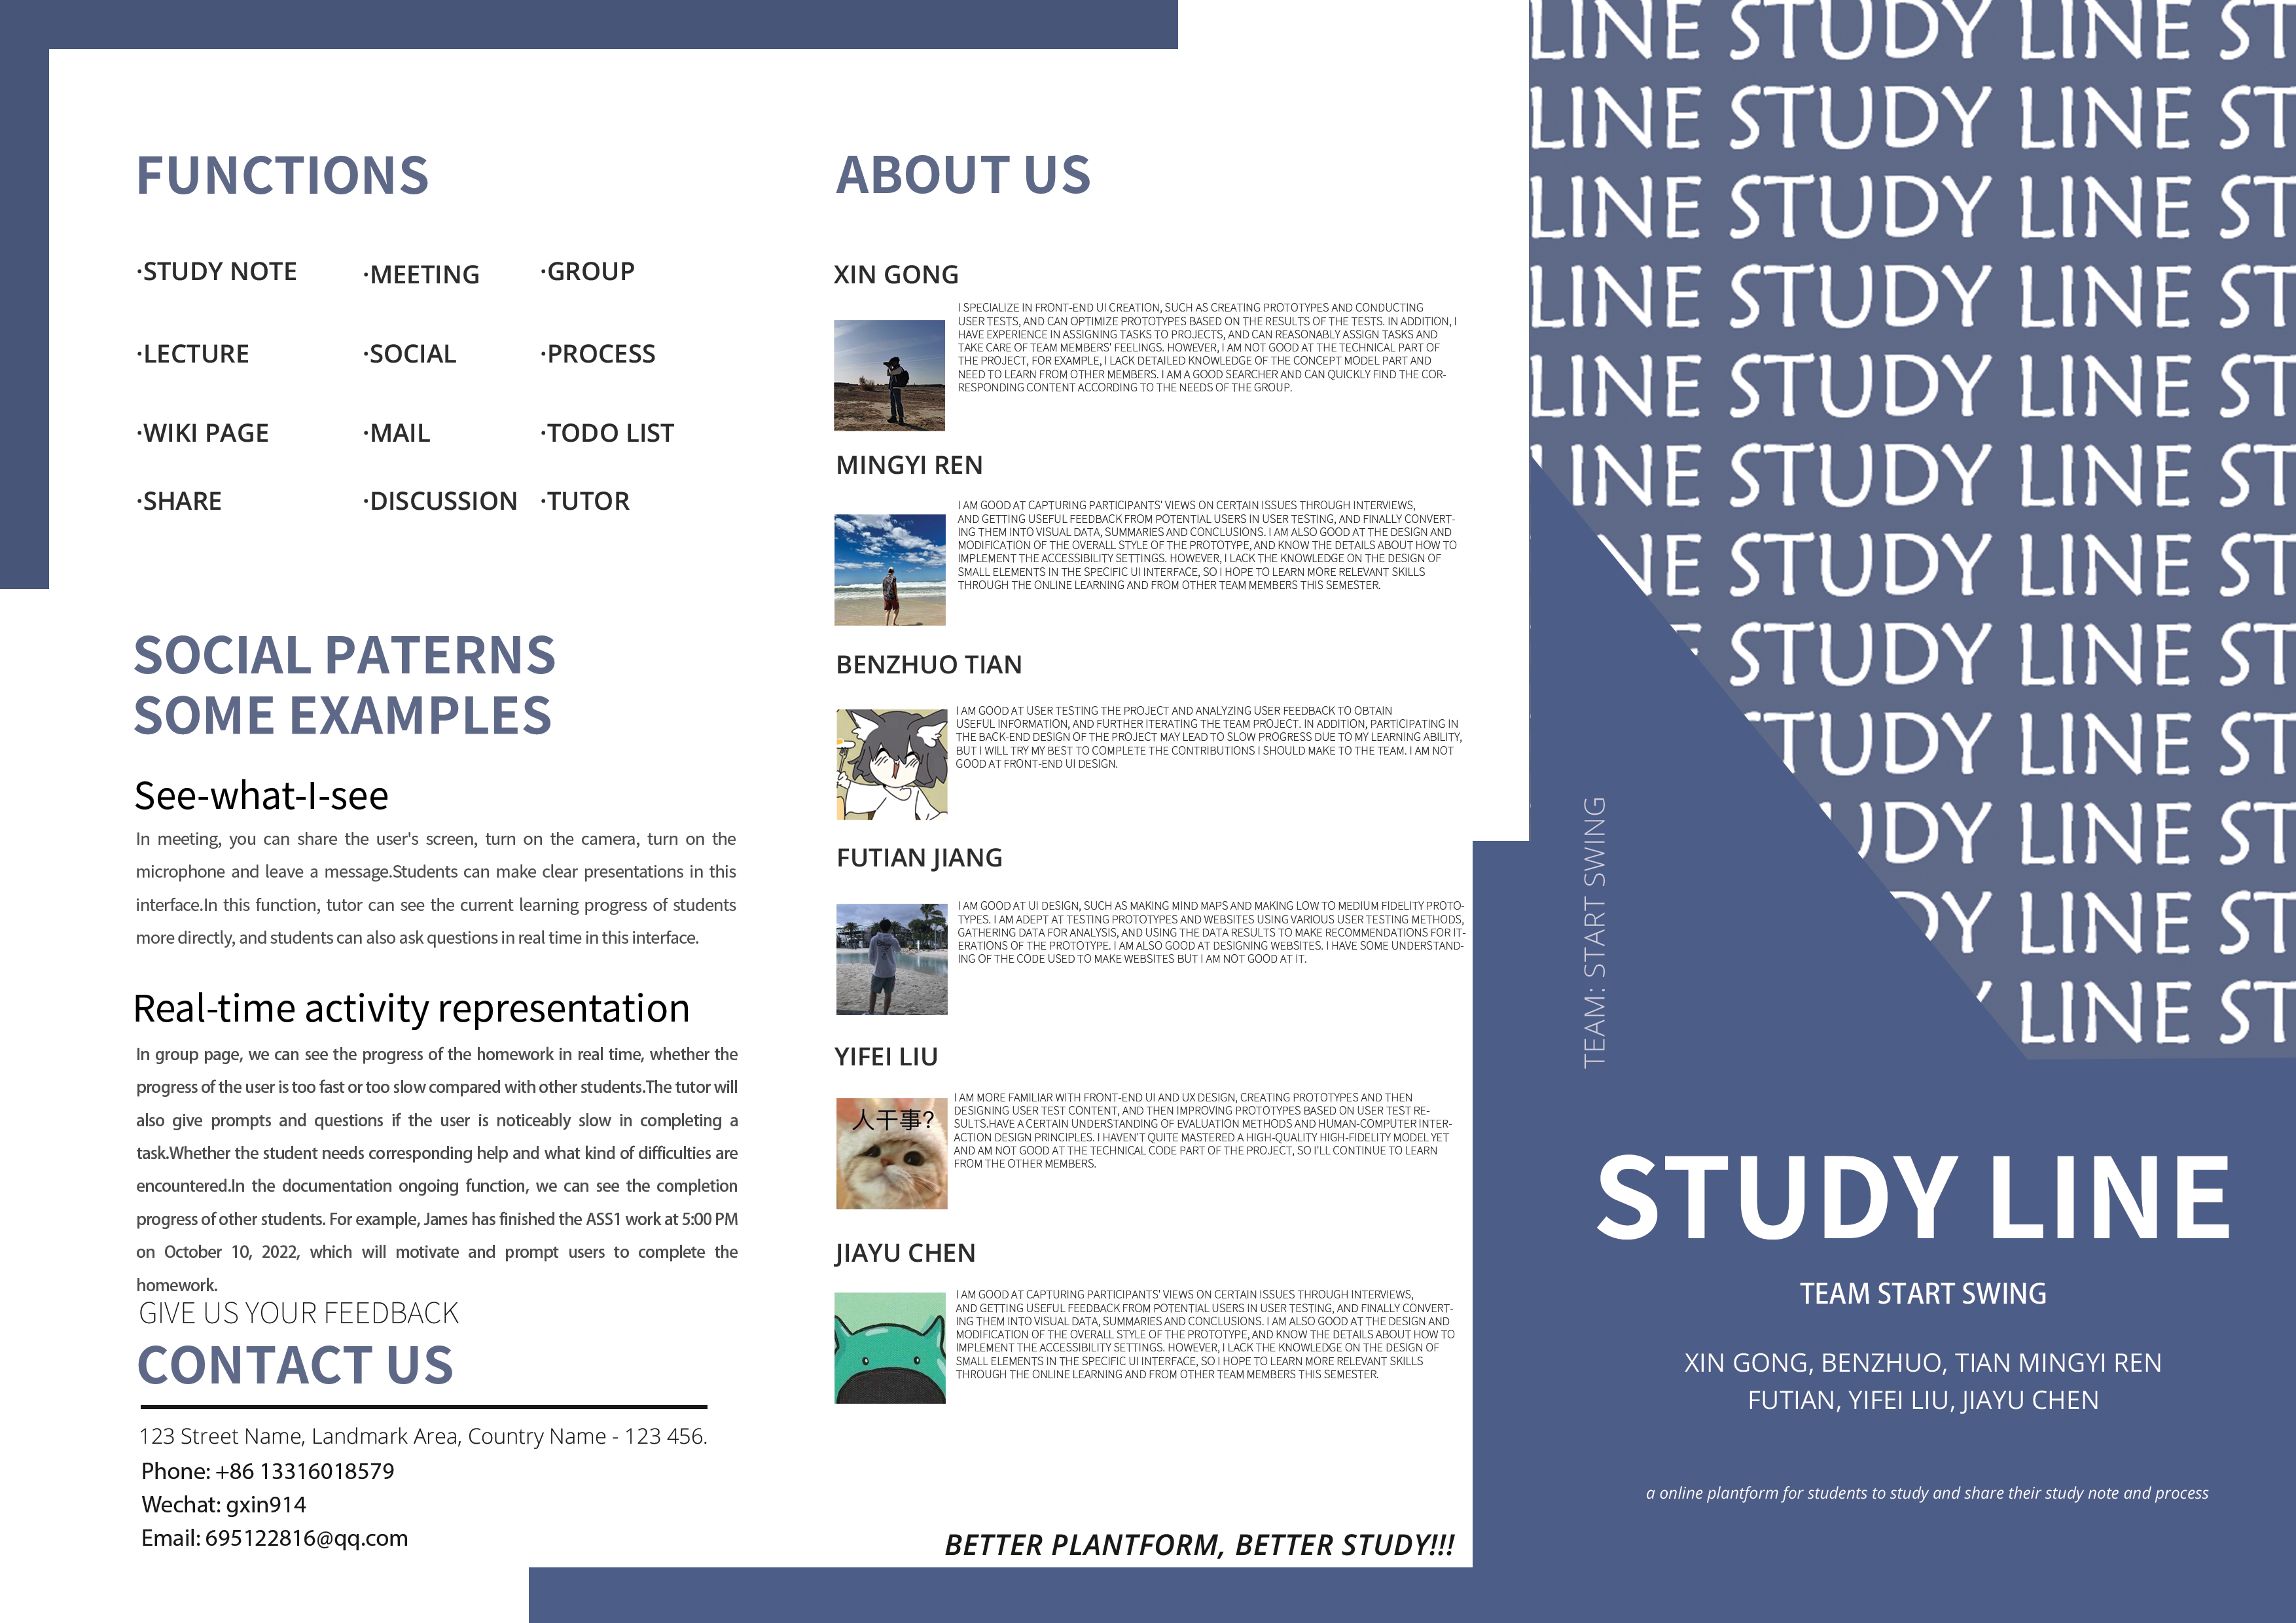 FUNCTIONS
·STUDY NOTE ·MEETING ·GROUP
·LECTURE ·SOCIAL ·PROCESS
·WIKI PAGE ·MAIL ·TODO LIST
·SHARE ·DISCUSSION ·TUTOR
SOCIAL PATERNS
SOME EXAMPLES
See-what-I-see
In meeting, you can share the user's screen, turn on the camera, turn on the
microphone and leave a message.Students can make clear presentations in this
interface.In this function, tutor can see the current learning progress of students
more directly, and students can also ask questions in real time in this interface.
Real-time activity representation
In group page, we can see the progress of the homework in real time, whether the
progress of the user is too fast or too slow compared with other students.The tutor will
also give prompts and questions if the user is noticeably slow in completing a
task.Whether the student needs corresponding help and what kind of difficulties are
encountered.In the documentation ongoing function, we can see the completion
progress of other students. For example, James has finished the ASS1 work at 5:00 PM
on October 10, 2022, which will motivate and prompt users to complete the
homework.
GIVE US YOUR FEEDBACK
CONTACT US
123 Street Name, Landmark Area, Country Name - 123 456.
Phone: +86 13316018579
Wechat: gxin914
Email: 695122816@qq.com
ABOUT US
XIN GONG
I SPECIALIZE IN FRONT-END UI CREATION, SUCH AS CREATING PROTOTYPES AND CONDUCTING
USER TESTS, AND CAN OPTIMIZE PROTOTYPES BASED ON THE RESULTS OF THE TESTS. IN ADDITION, I
HAVE EXPERIENCE IN ASSIGNING TASKS TO PROJECTS, AND CAN REASONABLY ASSIGN TASKS AND
TAKE CARE OF TEAM MEMBERS' FEELINGS. HOWEVER, I AM NOT GOOD AT THE TECHNICAL PART OF
THE PROJECT, FOR EXAMPLE, I LACK DETAILED KNOWLEDGE OF THE CONCEPT MODEL PART AND
NEED TO LEARN FROM OTHER MEMBERS. I AM A GOOD SEARCHER AND CAN QUICKLY FIND THE COR-
RESPONDING CONTENT ACCORDING TO THE NEEDS OF THE GROUP.
MINGYI REN
I AM GOOD AT CAPTURING PARTICIPANTS' VIEWS ON CERTAIN ISSUES THROUGH INTERVIEWS,
AND GETTING USEFUL FEEDBACK FROM POTENTIAL USERS IN USER TESTING, AND FINALLY CONVERT-
ING THEM INTO VISUAL DATA, SUMMARIES AND CONCLUSIONS. I AM ALSO GOOD AT THE DESIGN AND
MODIFICATION OF THE OVERALL STYLE OF THE PROTOTYPE, AND KNOW THE DETAILS ABOUT HOW TO
IMPLEMENT THE ACCESSIBILITY SETTINGS. HOWEVER, I LACK THE KNOWLEDGE ON THE DESIGN OF
SMALL ELEMENTS IN THE SPECIFIC UI INTERFACE, SO I HOPE TO LEARN MORE RELEVANT SKILLS
THROUGH THE ONLINE LEARNING AND FROM OTHER TEAM MEMBERS THIS SEMESTER.
BENZHUO TIAN
I AM GOOD AT USER TESTING THE PROJECT AND ANALYZING USER FEEDBACK TO OBTAIN
USEFUL INFORMATION, AND FURTHER ITERATING THE TEAM PROJECT. IN ADDITION, PARTICIPATING IN
THE BACK-END DESIGN OF THE PROJECT MAY LEAD TO SLOW PROGRESS DUE TO MY LEARNING ABILITY,
BUT I WILL TRY MY BEST TO COMPLETE THE CONTRIBUTIONS I SHOULD MAKE TO THE TEAM. I AM NOT
GOOD AT FRONT-END UI DESIGN.
FUTIAN JIANG
I AM GOOD AT UI DESIGN, SUCH AS MAKING MIND MAPS AND MAKING LOW TO MEDIUM FIDELITY PROTO-
TYPES. I AM ADEPT AT TESTING PROTOTYPES AND WEBSITES USING VARIOUS USER TESTING METHODS,
GATHERING DATA FOR ANALYSIS, AND USING THE DATA RESULTS TO MAKE RECOMMENDATIONS FOR IT-
ERATIONS OF THE PROTOTYPE. I AM ALSO GOOD AT DESIGNING WEBSITES. I HAVE SOME UNDERSTAND-
ING OF THE CODE USED TO MAKE WEBSITES BUT I AM NOT GOOD AT IT.
YIFEI LIU
人干事?
I AM MORE FAMILIAR WITH FRONT-END UI AND UX DESIGN, CREATING PROTOTYPES AND THEN
DESIGNING USER TEST CONTENT, AND THEN IMPROVING PROTOTYPES BASED ON USER TEST RE-
SULTS.HAVE A CERTAIN UNDERSTANDING OF EVALUATION METHODS AND HUMAN-COMPUTER INTER-
ACTION DESIGN PRINCIPLES. I HAVEN'T QUITE MASTERED A HIGH-QUALITY HIGH-FIDELITY MODEL YET
AND AM NOT GOOD AT THE TECHNICAL CODE PART OF THE PROJECT, SO I'LL CONTINUE TO LEARN
FROM THE OTHER MEMBERS.
JIAYU CHEN
I AM GOOD AT CAPTURING PARTICIPANTS' VIEWS ON CERTAIN ISSUES THROUGH INTERVIEWS,
AND GETTING USEFUL FEEDBACK FROM POTENTIAL USERS IN USER TESTING, AND FINALLY CONVERT-
ING THEM INTO VISUAL DATA, SUMMARIES AND CONCLUSIONS. I AM ALSO GOOD AT THE DESIGN AND
MODIFICATION OF THE OVERALL STYLE OF THE PROTOTYPE, AND KNOW THE DETAILS ABOUT HOW TO
IMPLEMENT THE ACCESSIBILITY SETTINGS. HOWEVER, I LACK THE KNOWLEDGE ON THE DESIGN OF
SMALL ELEMENTS IN THE SPECIFIC UI INTERFACE, SO I HOPE TO LEARN MORE RELEVANT SKILLS
THROUGH THE ONLINE LEARNING AND FROM OTHER TEAM MEMBERS THIS SEMESTER.
BETTER PLANTFORM, BETTER STUDY!!!
LINE STUDY LINE ST
LINE STUDY LINE ST
LINE STUDY LINE ST
LINE STUDY LINE ST
LINE STUDY LINE ST
LINE STUDY LINE ST
NE STUDY LINE ST
STUDY LINE ST
TUDY LINE ST
UDY LINE ST
DY LINE ST
Y LINE ST
TEAM: START SWING
STUDY LINE
TEAM START SWING
XIN GONG, BENZHUO, TIAN MINGYI REN
FUTIAN, YIFEI LIU, JIAYU CHEN
a online plantform for students to study and share their study note and process